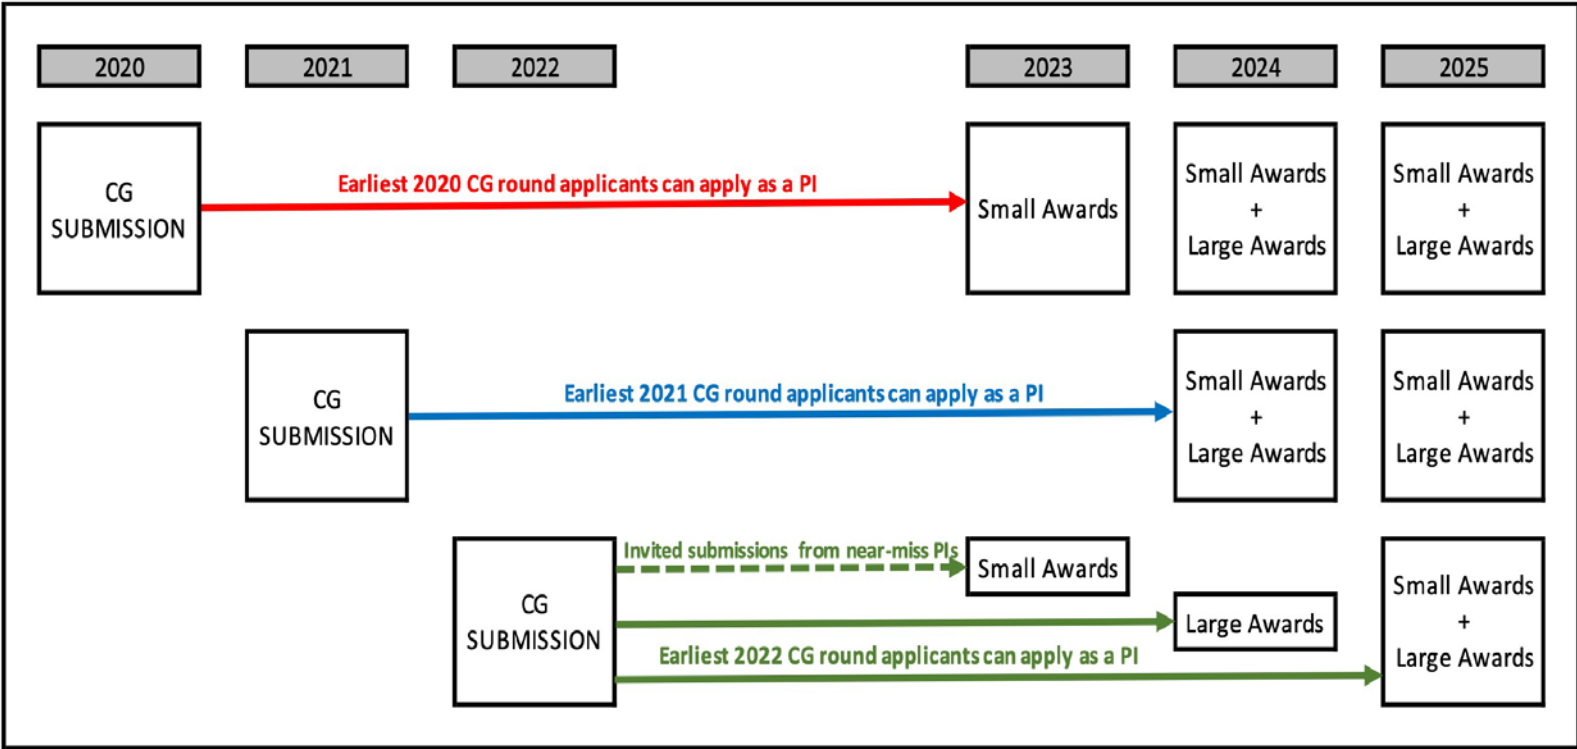 2020
2021
2022
2023
2024
2025
CG
SUBMISSION
Earliest 2020 CG round applicants can apply as a PI
Small Awards
Small Awards
+
Large Awards
Small Awards
+
Large Awards
CG
SUBMISSION
Earliest 2021 CG round applicants can apply as a PI
Small Awards
+
Large Awards
Small Awards
+
Large Awards
CG
SUBMISSION
Invited submissions from near-miss PIs
Small Awards
Large Awards
Earliest 2022 CG round applicants can apply as a PI
Small Awards
+
Large Awards